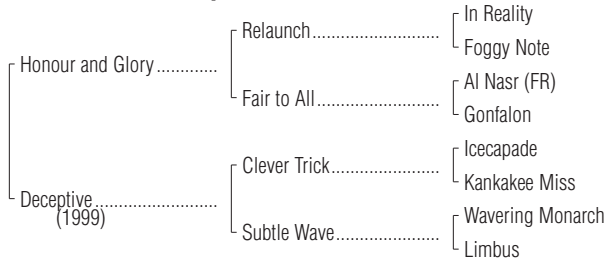 In Reality
Relaunch
Foggy Note
Honour and Glory
Al Nasr (FR)
Fair to All
Gonfalon
Icecapade
Clever Trick
Kankakee Miss
Deceptive
(1999)
Wavering Monarch
Subtle Wave
Limbus